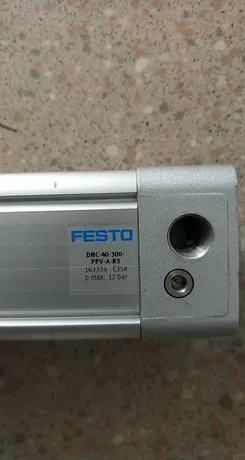 FESTO
DNC-40-300-
PPV-A-R3
163334 E358
p max. 12 bar